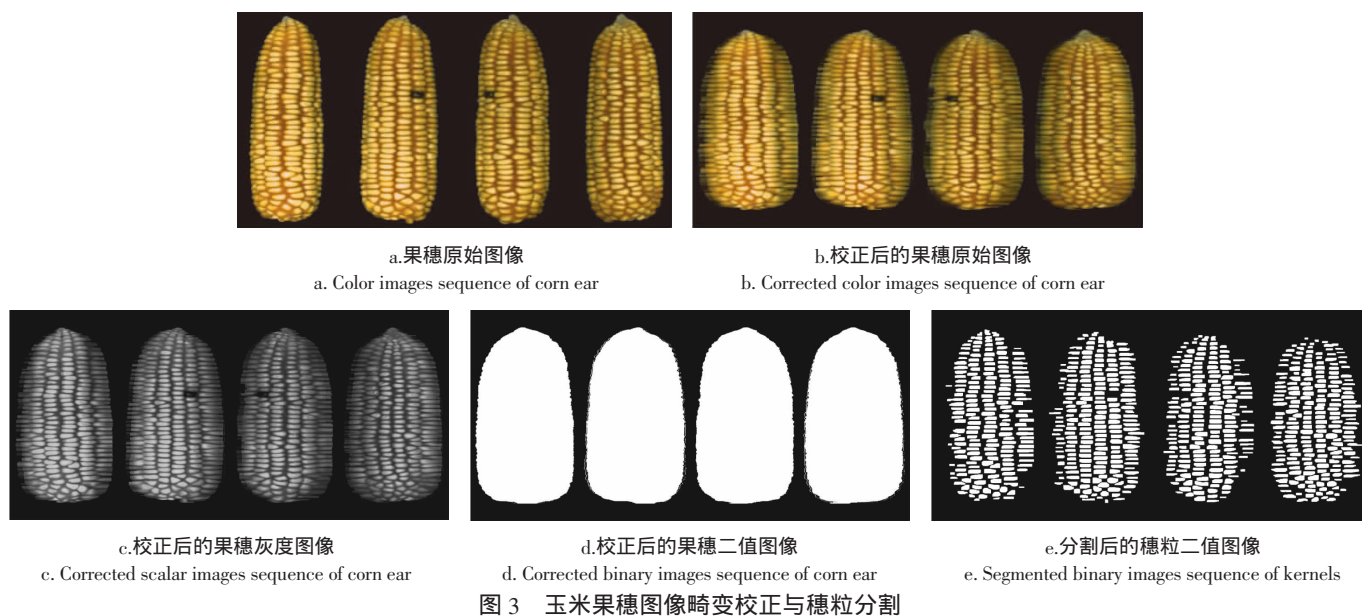 a.果穗原始图像
a. Color images sequence of corn ear
b.校正后的果穗原始图像
b. Corrected color images sequence of corn ear
c.校正后的果穗灰度图像
c. Corrected scalar images sequence of corn ear
d.校正后的果穗二值图像
d. Corrected binary images sequence of corn ear
e.分割后的穗粒二值图像
e. Segmented binary images sequence of kernels
图 3 玉米果穗图像畸变校正与穗粒分割